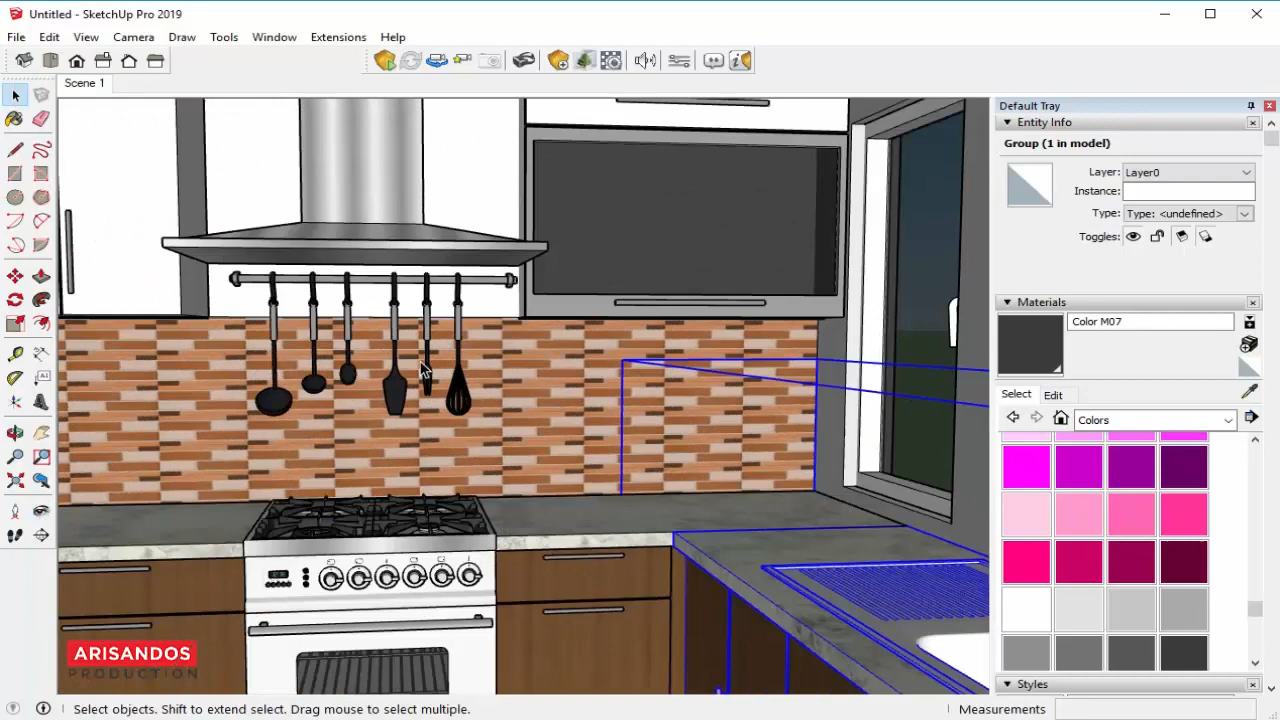 Untitled - SketchUp Pro 2019
File Edit View Camera Draw Tools Window Extensions Help
Scene 1
Default Tray
Entity Info
Group (1 in model)
Layer: Layer0
Instance:
Type: Type: <undefined>
Toggles:
Materials
Color M07
Select Edit
Colors
Styles
ARISANDOS
PRODUCTION
Select objects. Shift to extend select. Drag mouse to select multiple.
Measurements